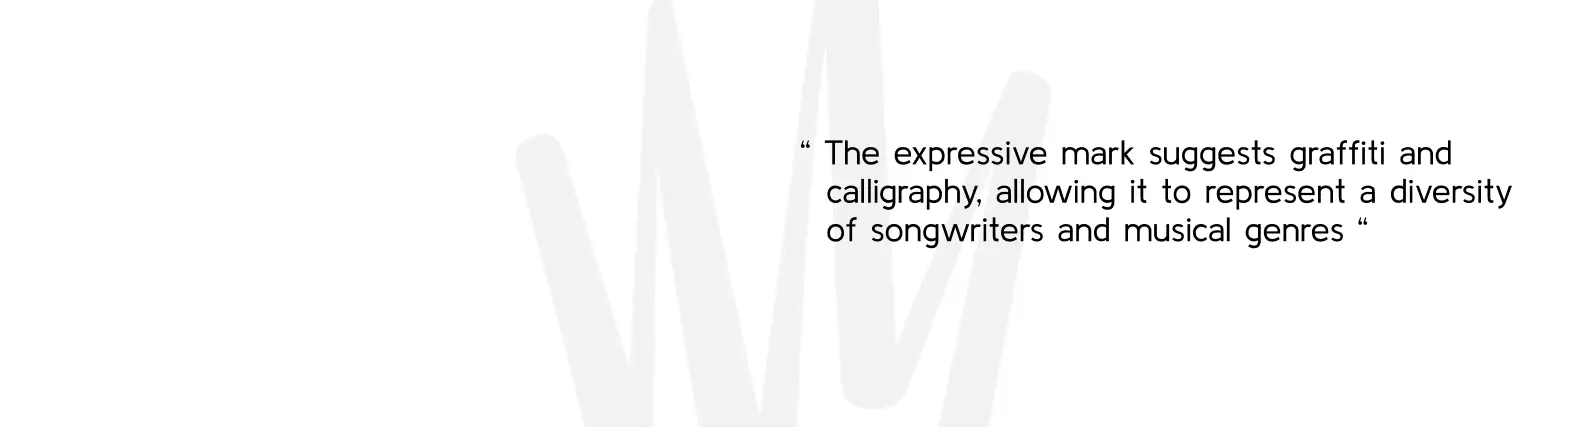 “ The expressive mark suggests graffiti and
calligraphy, allowing it to represent a diversity
of songwriters and musical genres “